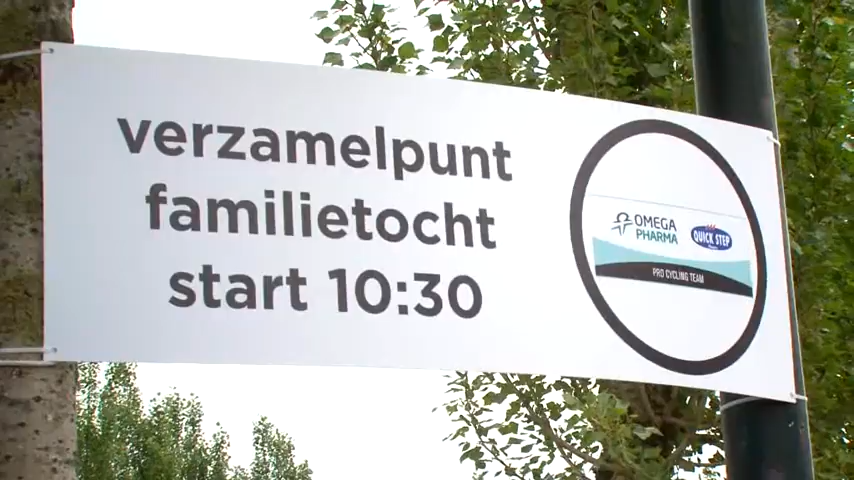 verzamelpunt
familietocht
start 10:30
OMEGA
PHARMA
QUICK STEP
PRO CYCLING TEAM